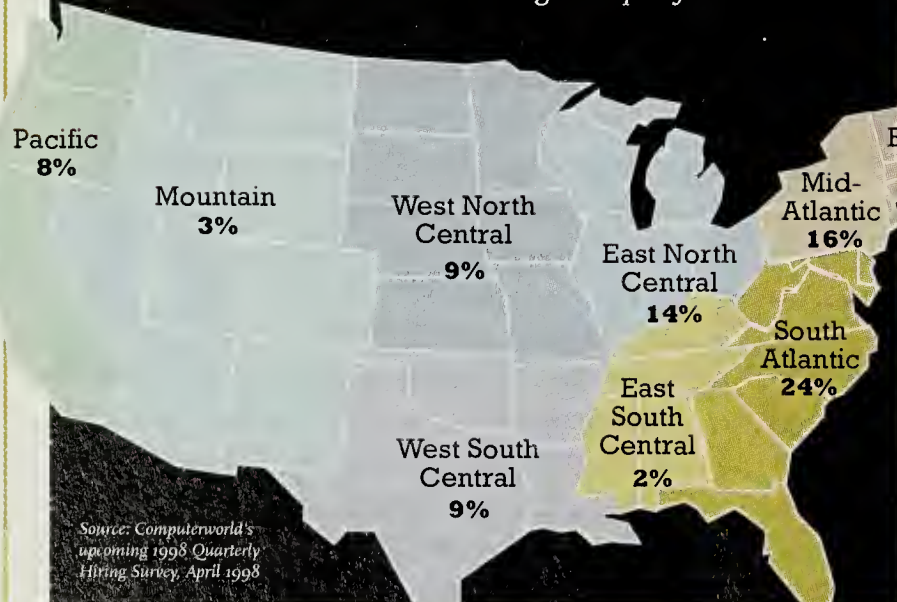 Pacific
8%
Mountain
3%
West North
Central
9%
East North
Central
14%
Mid-
Atlantic
16%
South
Atlantic
24%
East
South
Central
2%
West South
Central
9%
Source: Computerworld's
upcoming 1998 Quarterly
Hiring Survey, April 1998